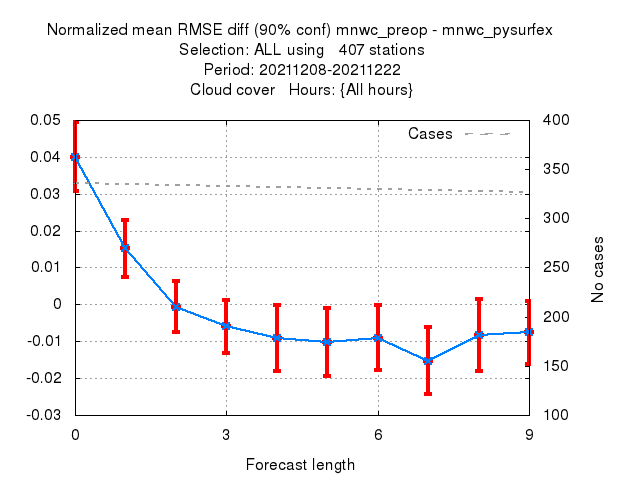 Normalized mean RMSE diff (90% conf) mnwc_preop - mnwc_pysurfex
Selection: ALL using   407 stations
Period: 20211208-20211222
Cloud cover   Hours: {All hours}
Cases
0.05
0.04
0.03
0.02
0.01
0
-0.01
-0.02
-0.03
400
350
300
250
200
150
100
No cases
0
3
6
9
Forecast length